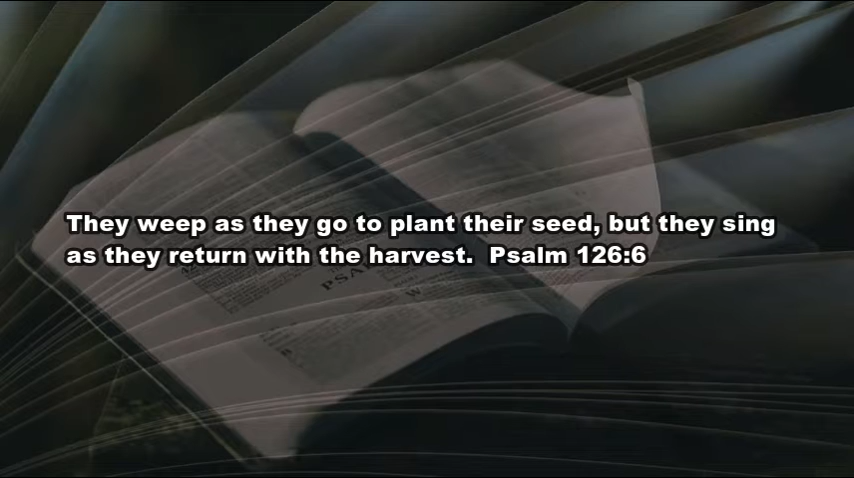 They weep as they go to plant their seed, but they sing
as they return with the harvest.  Psalm 126:6